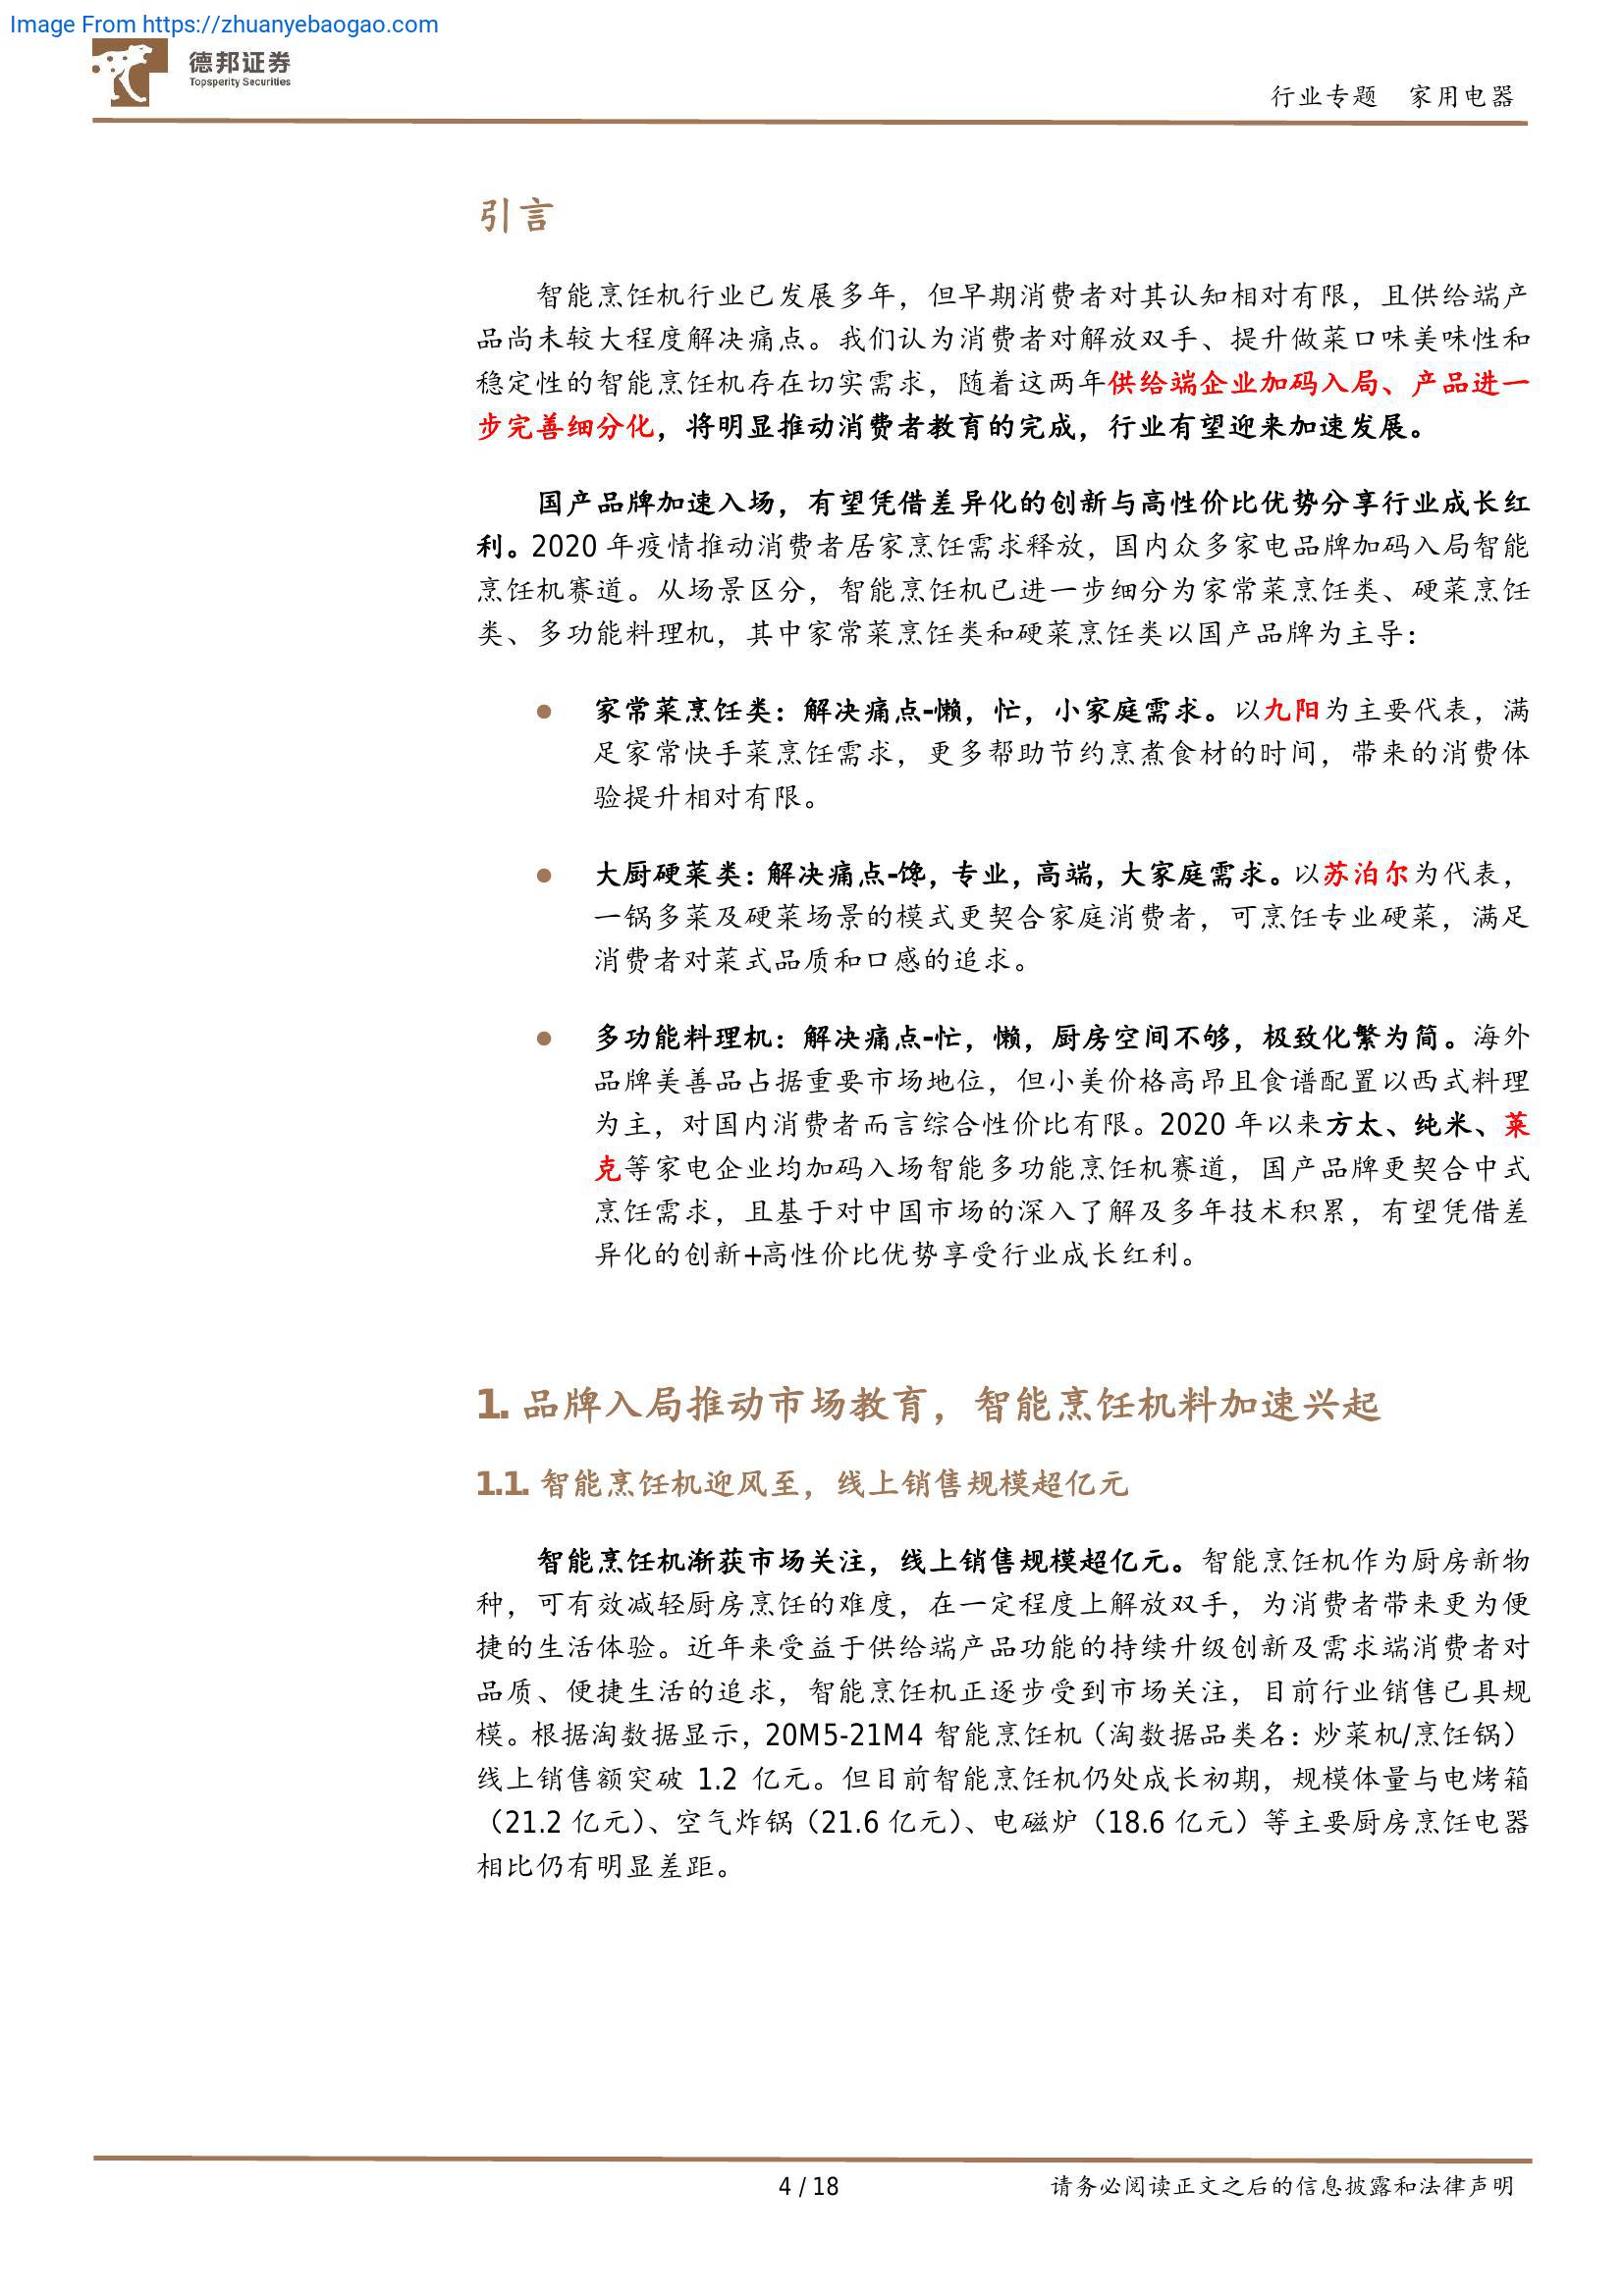 Image From https://zhuanyebaogao.com
德邦证券
Topsperity Securities
行业专题 家用电器
引言
智能烹饪机行业已发展多年，但早期消费者对其认知相对有限，且供给端产
品尚未较大程度解决痛点。我们认为消费者对解放双手、提升做菜口味美味性和
稳定性的智能烹饪机存在切实需求，随着这两年供给端企业加码入局、产品进一
步完善细分化，将明显推动消费者教育的完成，行业有望迎来加速发展。
国产品牌加速入场，有望凭借差异化的创新与高性价比优势分享行业成长红
利。2020 年疫情推动消费者居家烹饪需求释放，国内众多家电品牌加码入局智能
烹饪机赛道。从场景区分，智能烹饪机已进一步细分为家常菜烹饪类、硬菜烹饪
类、多功能料理机，其中家常菜烹饪类和硬菜烹饪类以国产品牌为主导：
● 家常菜烹饪类：解决痛点-懒，忙，小家庭需求。以九阳为主要代表，满
足家常快手菜烹饪需求，更多帮助节约烹煮食材的时间，带来的消费体
验提升相对有限。
● 大厨硬菜类：解决痛点-馋，专业，高端，大家庭需求。以苏泊尔为代表，
一锅多菜及硬菜场景的模式更契合家庭消费者，可烹饪专业硬菜，满足
消费者对菜式品质和口感的追求。
● 多功能料理机：解决痛点-忙，懒，厨房空间不够，极致化繁为简。海外
品牌美善品占据重要市场地位，但小美价格高昂且食谱配置以西式料理
为主，对国内消费者而言综合性价比有限。2020 年以来方太、纯米、莱
克等家电企业均加码入场智能多功能烹饪机赛道，国产品牌更契合中式
烹饪需求，且基于对中国市场的深入了解及多年技术积累，有望凭借差
异化的创新+高性价比优势享受行业成长红利。
1. 品牌入局推动市场教育，智能烹饪机料加速兴起
1.1. 智能烹饪机迎风至，线上销售规模超亿元
智能烹饪机渐获市场关注，线上销售规模超亿元。智能烹饪机作为厨房新物
种，可有效减轻厨房烹饪的难度，在一定程度上解放双手，为消费者带来更为便
捷的生活体验。近年来受益于供给端产品功能的持续升级创新及需求端消费者对
品质、便捷生活的追求，智能烹饪机正逐步受到市场关注，目前行业销售已具规
模。根据淘数据显示，20M5-21M4 智能烹饪机（淘数据品类名：炒菜机/烹饪锅）
线上销售额突破 1.2 亿元。但目前智能烹饪机仍处成长初期，规模体量与电烤箱
（21.2 亿元）、空气炸锅（21.6 亿元）、电磁炉（18.6 亿元）等主要厨房烹饪电器
相比仍有明显差距。
4 / 18
请务必阅读正文之后的信息披露和法律声明